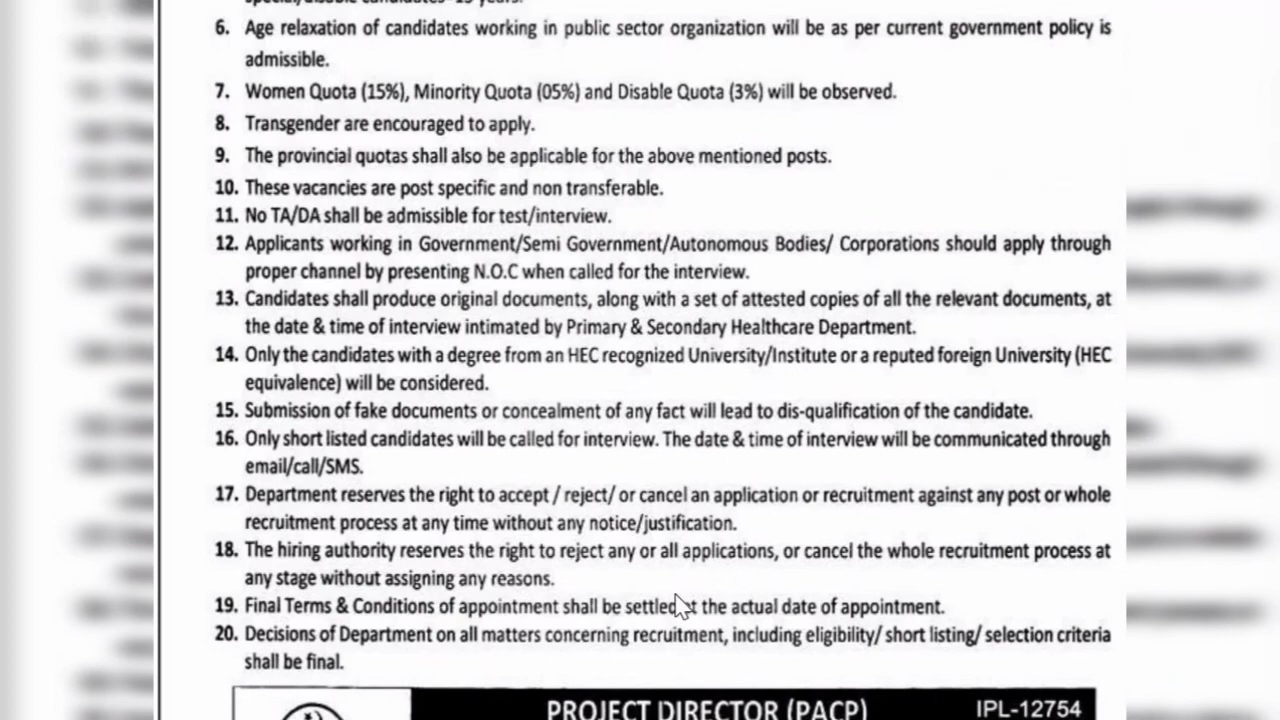 special/disable candidates 15 years.
6. Age relaxation of candidates working in public sector organization will be as per current government policy is
admissible.
7. Women Quota (15%), Minority Quota (05%) and Disable Quota (3%) will be observed.
8. Transgender are encouraged to apply.
9. The provincial quotas shall also be applicable for the above mentioned posts.
10. These vacancies are post specific and non transferable.
11. No TA/DA shall be admissible for test/interview.
12. Applicants working in Government/Semi Government/Autonomous Bodies/ Corporations should apply through
proper channel by presenting N.O.C when called for the interview.
13. Candidates shall produce original documents, along with a set of attested copies of all the relevant documents, at
the date & time of interview intimated by Primary & Secondary Healthcare Department.
14. Only the candidates with a degree from an HEC recognized University/Institute or a reputed foreign University (HEC
equivalence) will be considered.
15. Submission of fake documents or concealment of any fact will lead to dis-qualification of the candidate.
16. Only short listed candidates will be called for interview. The date & time of interview will be communicated through
email/call/SMS.
17. Department reserves the right to accept / reject/ or cancel an application or recruitment against any post or whole
recruitment process at any time without any notice/justification.
18. The hiring authority reserves the right to reject any or all applications, or cancel the whole recruitment process at
any stage without assigning any reasons.
19. Final Terms & Conditions of appointment shall be settled at the actual date of appointment.
20. Decisions of Department on all matters concerning recruitment, including eligibility/ short listing/ selection criteria
shall be final.
PROJECT DIRECTOR (PACP) IPL-12754